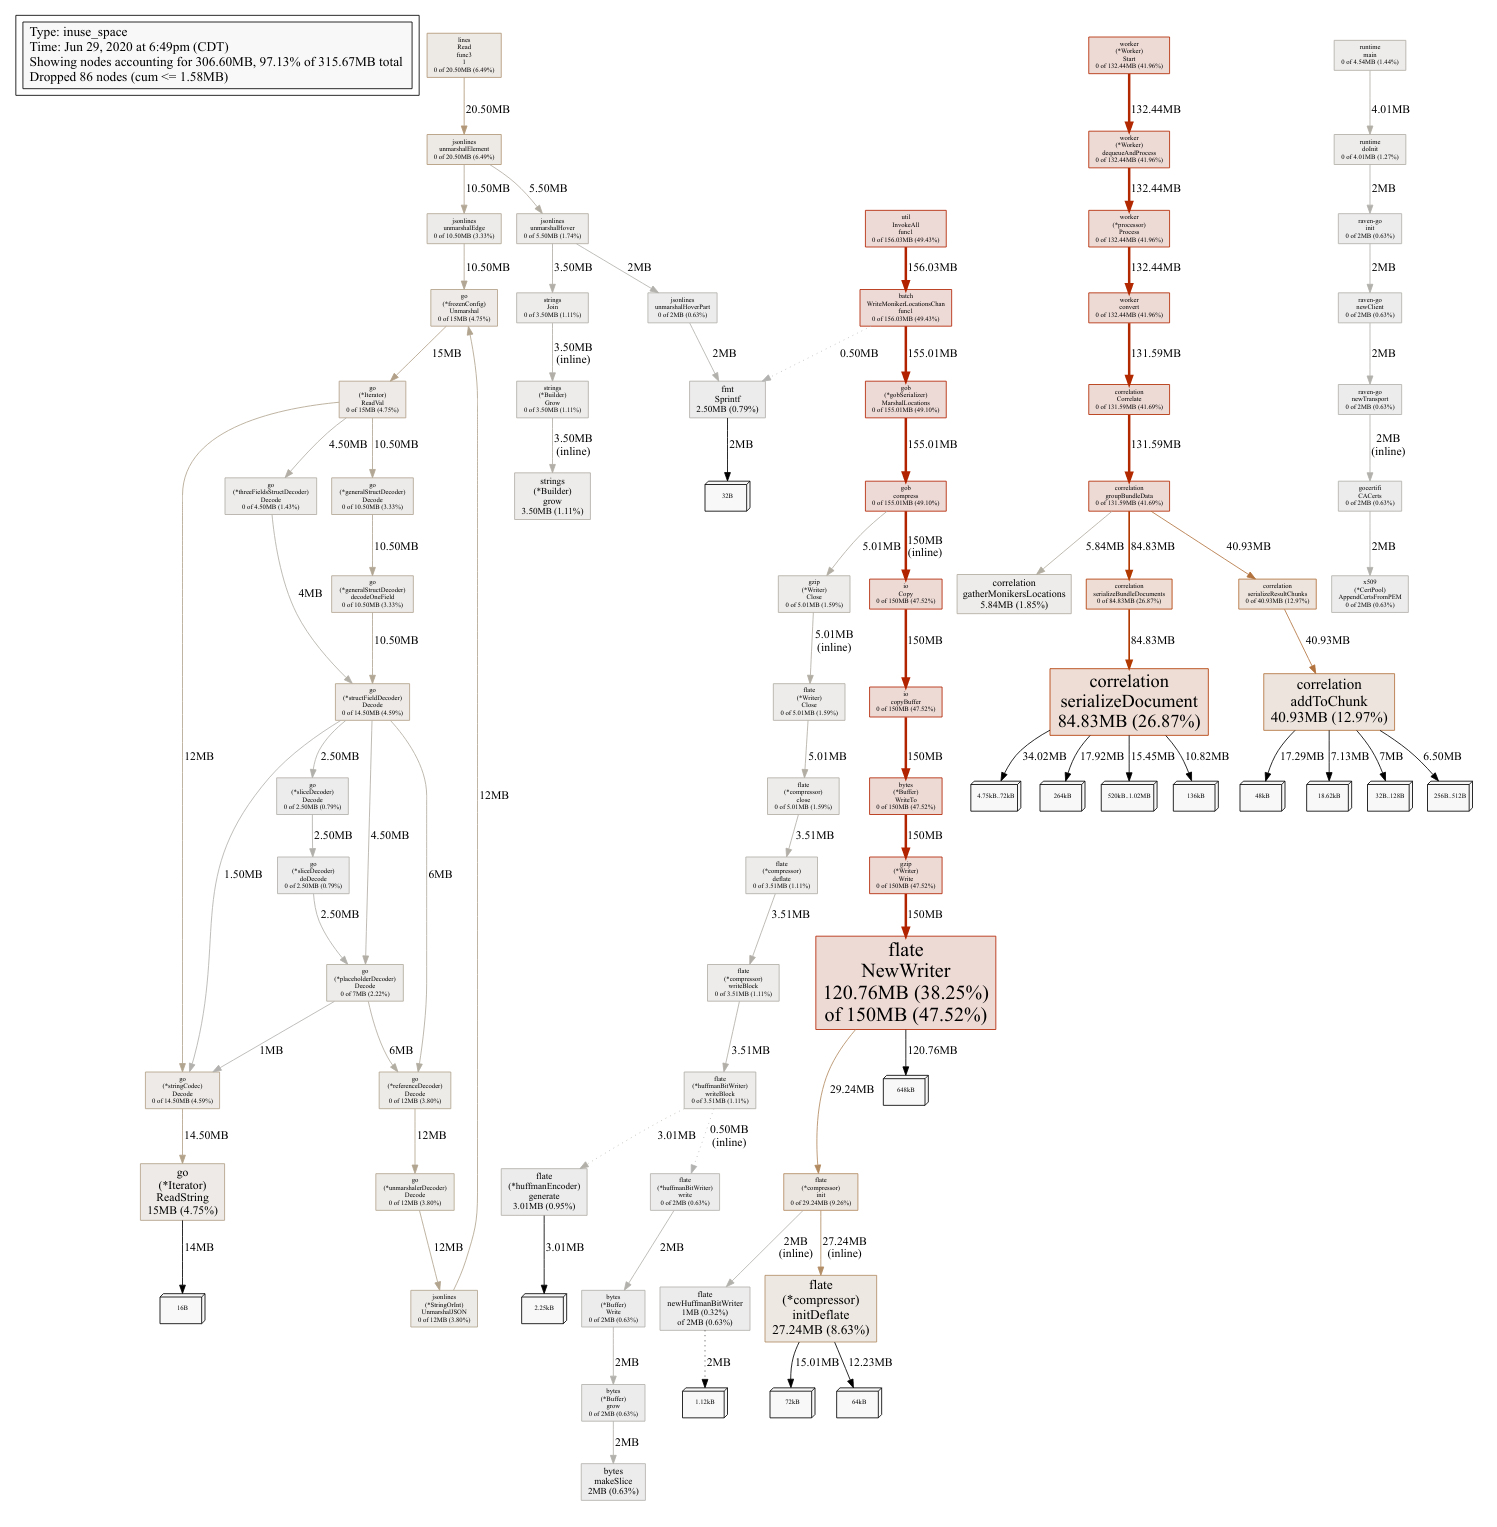 Type: inuse_space
Time: Jun 29, 2020 at 6:49pm (CDT)
Showing nodes accounting for 306.60MB, 97.13% of 315.67MB total
Dropped 86 nodes (cum <= 1.58MB)
lines
Read
func3
1
0 of 20.50MB (6.49%)
20.50MB
jsonlines
unmarshalElement
0 of 20.50MB (6.49%)
10.50MB
5.50MB
jsonlines
unmarshalEdge
0 of 10.50MB (3.33%)
jsonlines
unmarshalHover
0 of 5.50MB (1.74%)
10.50MB
3.50MB
2MB
go
(*frozenConfig)
Unmarshal
0 of 15MB (4.75%)
strings
Join
0 of 3.50MB (1.11%)
jsonlines
unmarshalHoverPart
0 of 2MB (0.63%)
15MB
3.50MB
(inline)
2MB
go
(*Iterator)
ReadVal
0 of 15MB (4.75%)
strings
(*Builder)
Grow
0 of 3.50MB (1.11%)
fmt
Sprintf
2.50MB (0.79%)
4.50MB
10.50MB
3.50MB
(inline)
2MB
go
(*threeFieldsStructDecoder)
Decode
0 of 4.50MB (1.43%)
go
(*generalStructDecoder)
Decode
0 of 10.50MB (3.33%)
strings
(*Builder)
grow
3.50MB (1.11%)
32B
10.50MB
4MB
go
(*generalStructDecoder)
decodeOneField
0 of 10.50MB (3.33%)
10.50MB
go
(*structFieldDecoder)
Decode
0 of 14.50MB (4.59%)
12MB
2.50MB
12MB
go
(*sliceDecoder)
Decode
0 of 2.50MB (0.79%)
2.50MB
4.50MB
1.50MB
6MB
go
(*sliceDecoder)
doDecode
0 of 2.50MB (0.79%)
2.50MB
go
(*placeholderDecoder)
Decode
0 of 7MB (2.22%)
1MB
6MB
go
(*stringCodec)
Decode
0 of 14.50MB (4.59%)
go
(*referenceDecoder)
Decode
0 of 12MB (3.80%)
14.50MB
12MB
go
(*Iterator)
ReadString
15MB (4.75%)
go
(*unmarshalerDecoder)
Decode
0 of 12MB (3.80%)
14MB
12MB
16B
jsonlines
(*StringOrInt)
UnmarshalJSON
0 of 12MB (3.80%)
util
InvokeAll
func1
0 of 156.03MB (49.43%)
156.03MB
batch
WriteMonikerLocationsChan
func1
0 of 156.03MB (49.43%)
0.50MB
155.01MB
gob
(*gobSerializer)
MarshalLocations
0 of 155.01MB (49.10%)
155.01MB
gob
compress
0 of 155.01MB (49.10%)
5.01MB
150MB
(inline)
gzip
(*Writer)
Close
0 of 5.01MB (1.59%)
io
Copy
0 of 150MB (47.52%)
5.01MB
(inline)
150MB
flate
(*Writer)
Close
0 of 5.01MB (1.59%)
io
copyBuffer
0 of 150MB (47.52%)
5.01MB
150MB
flate
(*compressor)
close
0 of 5.01MB (1.59%)
bytes
(*Buffer)
WriteTo
0 of 150MB (47.52%)
3.51MB
150MB
flate
(*compressor)
deflate
0 of 3.51MB (1.11%)
gzip
(*Writer)
Write
0 of 150MB (47.52%)
3.51MB
150MB
flate
(*compressor)
writeBlock
0 of 3.51MB (1.11%)
flate
NewWriter
120.76MB (38.25%)
of 150MB (47.52%)
3.51MB
29.24MB
120.76MB
flate
(*huffmanBitWriter)
writeBlock
0 of 3.51MB (1.11%)
648kB
3.01MB
0.50MB
(inline)
flate
(*huffmanEncoder)
generate
3.01MB (0.95%)
flate
(*huffmanBitWriter)
write
0 of 2MB (0.63%)
flate
(*compressor)
init
0 of 29.24MB (9.26%)
3.01MB
2MB
2MB
(inline)
27.24MB
(inline)
2.25kB
bytes
(*Buffer)
Write
0 of 2MB (0.63%)
flate
newHuffmanBitWriter
1MB (0.32%)
of 2MB (0.63%)
flate
(*compressor)
initDeflate
27.24MB (8.63%)
2MB
2MB
15.01MB
12.23MB
bytes
(*Buffer)
grow
0 of 2MB (0.63%)
1.12kB
72kB
64kB
2MB
bytes
makeSlice
2MB (0.63%)
worker
(*Worker)
Start
0 of 132.44MB (41.96%)
132.44MB
worker
(*Worker)
dequeueAndProcess
0 of 132.44MB (41.96%)
132.44MB
worker
(*processor)
Process
0 of 132.44MB (41.96%)
132.44MB
worker
convert
0 of 132.44MB (41.96%)
131.59MB
correlation
Correlate
0 of 131.59MB (41.69%)
131.59MB
correlation
groupBundleData
0 of 131.59MB (41.69%)
5.84MB
84.83MB
40.93MB
correlation
gatherMonikersLocations
5.84MB (1.85%)
correlation
serializeBundleDocuments
0 of 84.83MB (26.87%)
correlation
serializeResultChunks
0 of 40.93MB (12.97%)
84.83MB
40.93MB
correlation
serializeDocument
84.83MB (26.87%)
correlation
addToChunk
40.93MB (12.97%)
34.02MB
17.92MB
15.45MB
10.82MB
17.29MB
7.13MB
7MB
6.50MB
4.75kB..72kB
264kB
520kB..1.02MB
136kB
48kB
18.62kB
32B..128B
256B..512B
runtime
main
0 of 4.54MB (1.44%)
4.01MB
runtime
doInit
0 of 4.01MB (1.27%)
2MB
raven-go
init
0 of 2MB (0.63%)
2MB
raven-go
newClient
0 of 2MB (0.63%)
2MB
raven-go
newTransport
0 of 2MB (0.63%)
2MB
(inline)
gocertifi
CACerts
0 of 2MB (0.63%)
2MB
x509
(*CertPool)
AppendCertsFromPEM
0 of 2MB (0.63%)